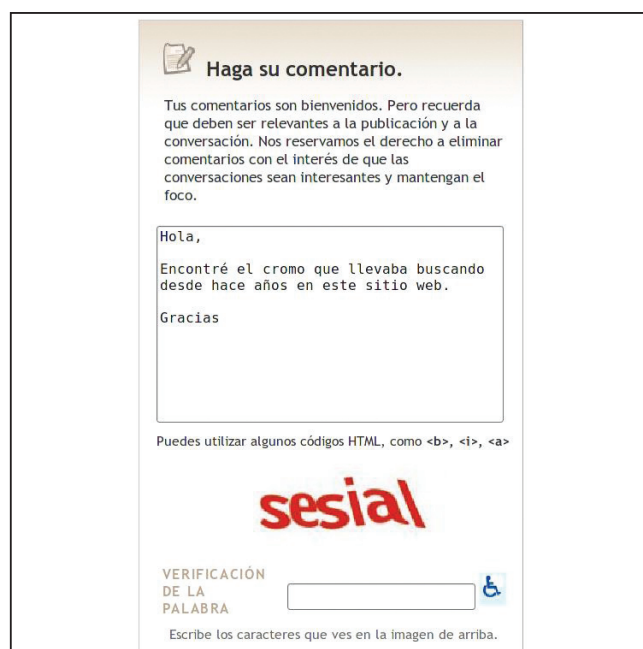 Haga su comentario.
Tus comentarios son bienvenidos. Pero recuerda
que deben ser relevantes a la publicación y a la
conversación. Nos reservamos el derecho a eliminar
comentarios con el interés de que las
conversaciones sean interesantes y mantengan el
foco.
Hola,
Encontré el cromo que llevaba buscando
desde hace años en este sitio web.
Gracias
Puedes utilizar algunos códigos HTML, como <b>, <i>, <a>
sesial
VERIFICACIÓN
DE LA
PALABRA
Escribe los caracteres que ves en la imagen de arriba.